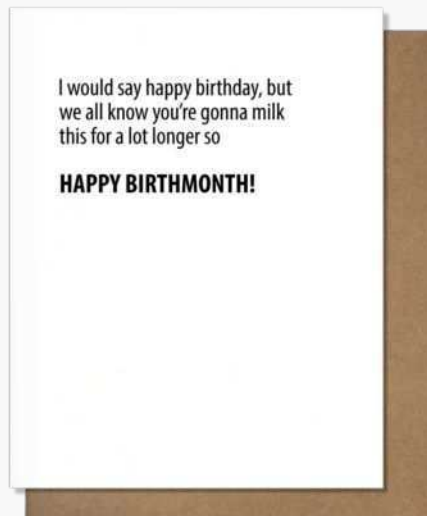 I would say happy birthday, but
we all know you're gonna milk
this for a lot longer so
HAPPY BIRTHMONTH!